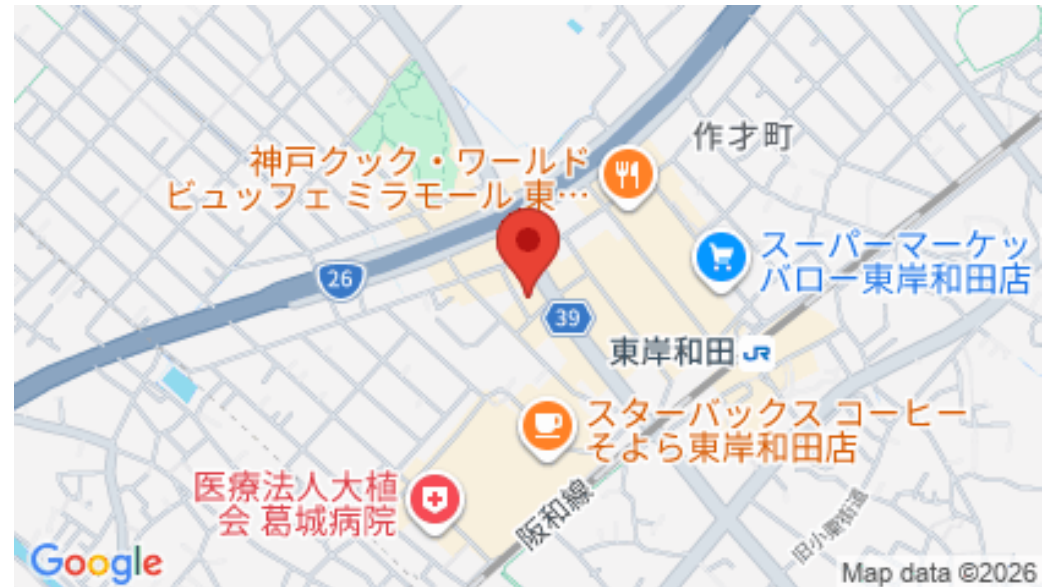 作才町
神戸クック・ワールド
ビュッフェ ミラモール 東…
スーパーマーケッ
バロー東岸和田店
26
39
東岸和田 JR
スターバックス コーヒー
そよら東岸和田店
医療法人大植
会 葛城病院
阪和線
旧小栗街道
Google
Map data ©2026